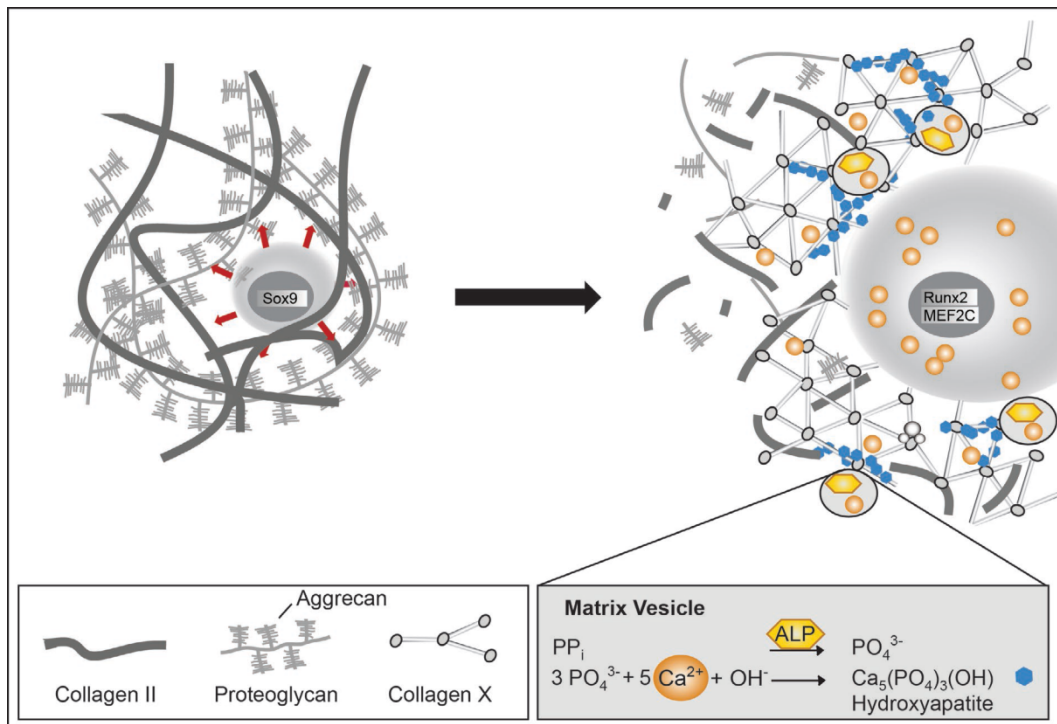 Sox9
Runx2
MEF2C
Aggrecan
Collagen II
Proteoglycan
Collagen X
Matrix Vesicle
PPᵢ ALP PO₄³⁻
3 PO₄³⁻ + 5 Ca²⁺ + OH⁻ Ca₅(PO₄)₃(OH)
Hydroxyapatite